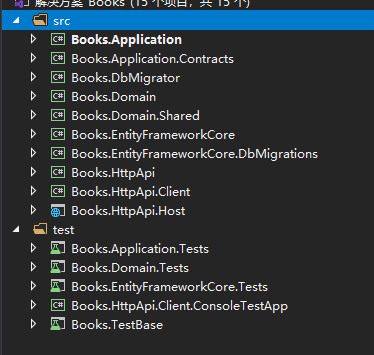 解决方案 Books (15 个项目，共 15 个)
src
Books.Application
Books.Application.Contracts
Books.DbMigrator
Books.Domain
Books.Domain.Shared
Books.EntityFrameworkCore
Books.EntityFrameworkCore.DbMigrations
Books.HttpApi
Books.HttpApi.Client
Books.HttpApi.Host
test
Books.Application.Tests
Books.Domain.Tests
Books.EntityFrameworkCore.Tests
Books.HttpApi.Client.ConsoleTestApp
Books.TestBase